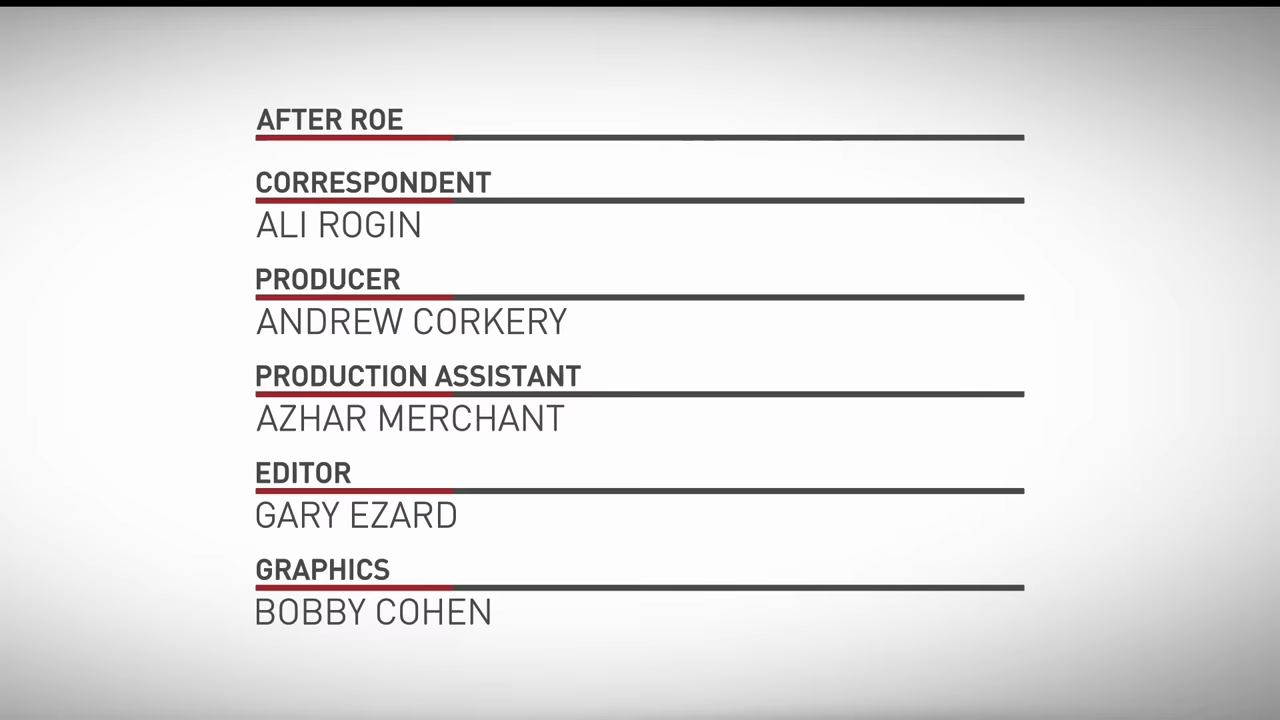 AFTER ROE
CORRESPONDENT
ALI ROGIN
PRODUCER
ANDREW CORKERY
PRODUCTION ASSISTANT
AZHAR MERCHANT
EDITOR
GARY EZARD
GRAPHICS
BOBBY COHEN